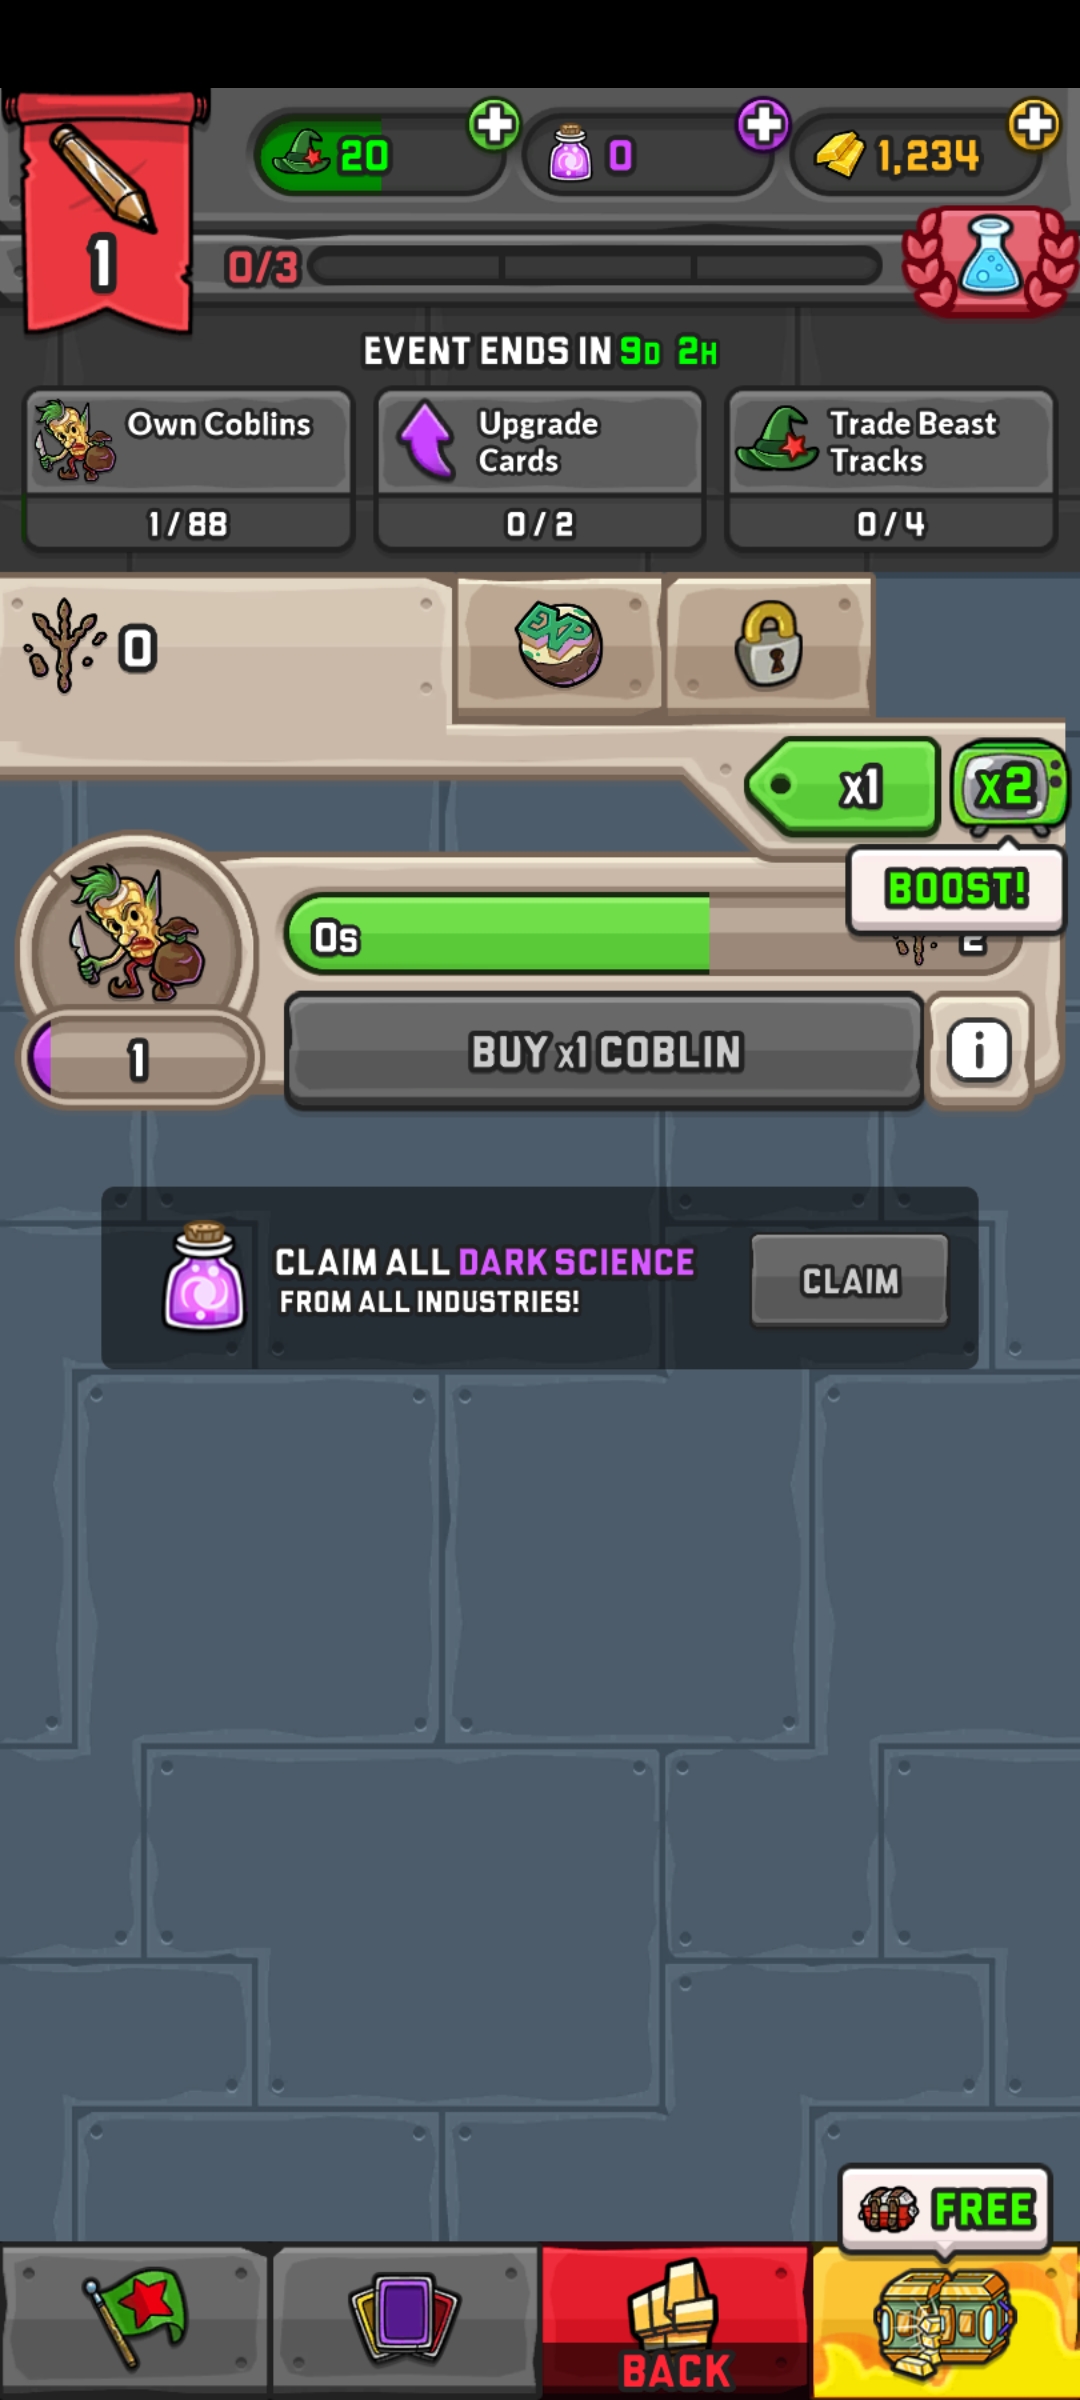 20
0
1,234
1
0/3
EVENT ENDS IN 9D 2H
Own Coblins
1/88
Upgrade
Cards
0/2
Trade Beast
Tracks
0/4
0
EXP
x1
x2
BOOST!
0s
2
1
BUY x1 COBLIN
i
CLAIM ALL DARK SCIENCE
FROM ALL INDUSTRIES!
CLAIM
FREE
BACK